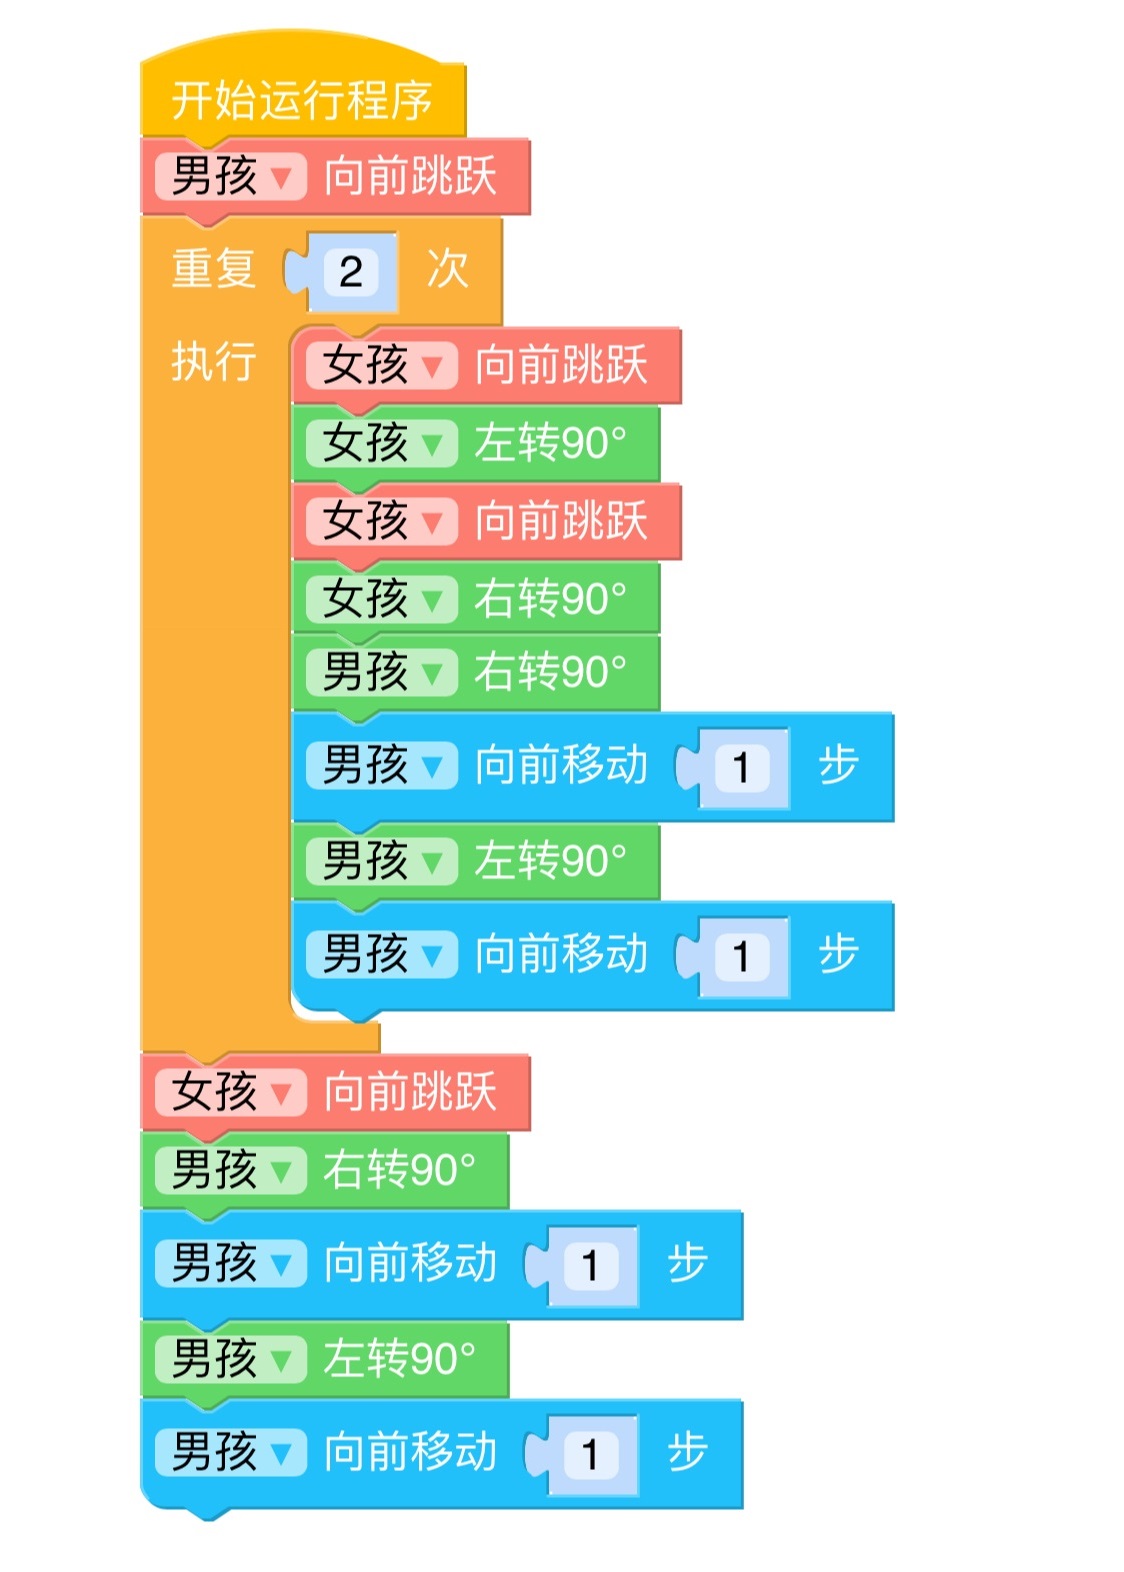 开始运行程序
男孩▼ 向前跳跃
重复 2 次
执行
女孩▼ 向前跳跃
女孩▼ 左转90°
女孩▼ 向前跳跃
女孩▼ 右转90°
男孩▼ 右转90°
男孩▼ 向前移动 1 步
男孩▼ 左转90°
男孩▼ 向前移动 1 步
女孩▼ 向前跳跃
男孩▼ 右转90°
男孩▼ 向前移动 1 步
男孩▼ 左转90°
男孩▼ 向前移动 1 步